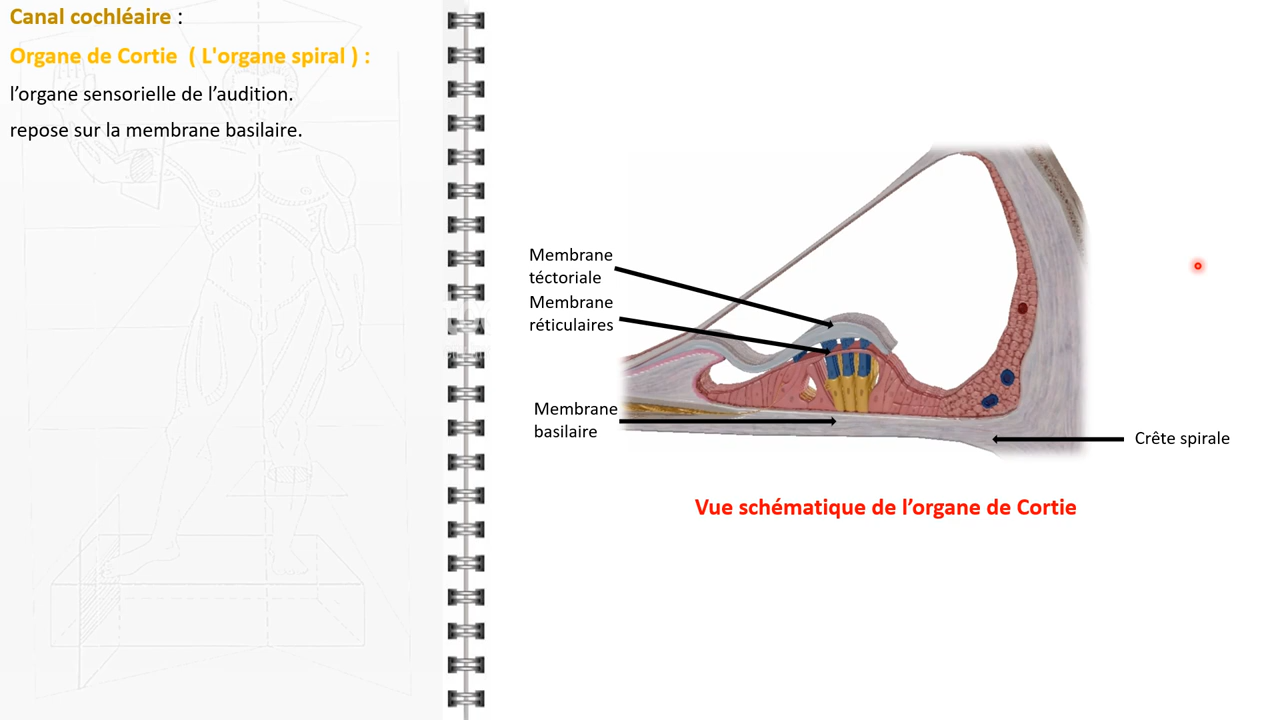 Canal cochléaire :
Organe de Cortie ( L'organe spiral ) :
l’organe sensorielle de l’audition.
repose sur la membrane basilaire.
Membrane
téctoriale
Membrane
réticulaires
Membrane
basilaire
Crête spirale
Vue schématique de l’organe de Cortie